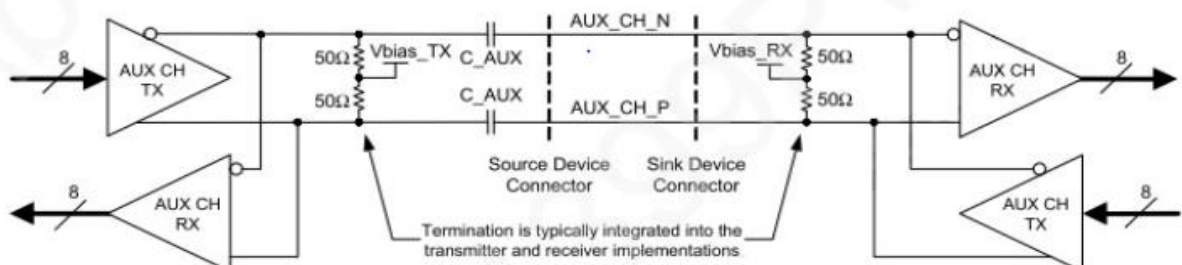 AUX_CH_N
8
AUX CH
TX
50Ω
Vbias_TX
50Ω
C_AUX
C_AUX
Vbias_RX
50Ω
50Ω
AUX CH
RX
8
AUX_CH_P
Source Device
Connector
Sink Device
Connector
8
AUX CH
RX
Termination is typically integrated into the
transmitter and receiver implementations
AUX CH
TX
8